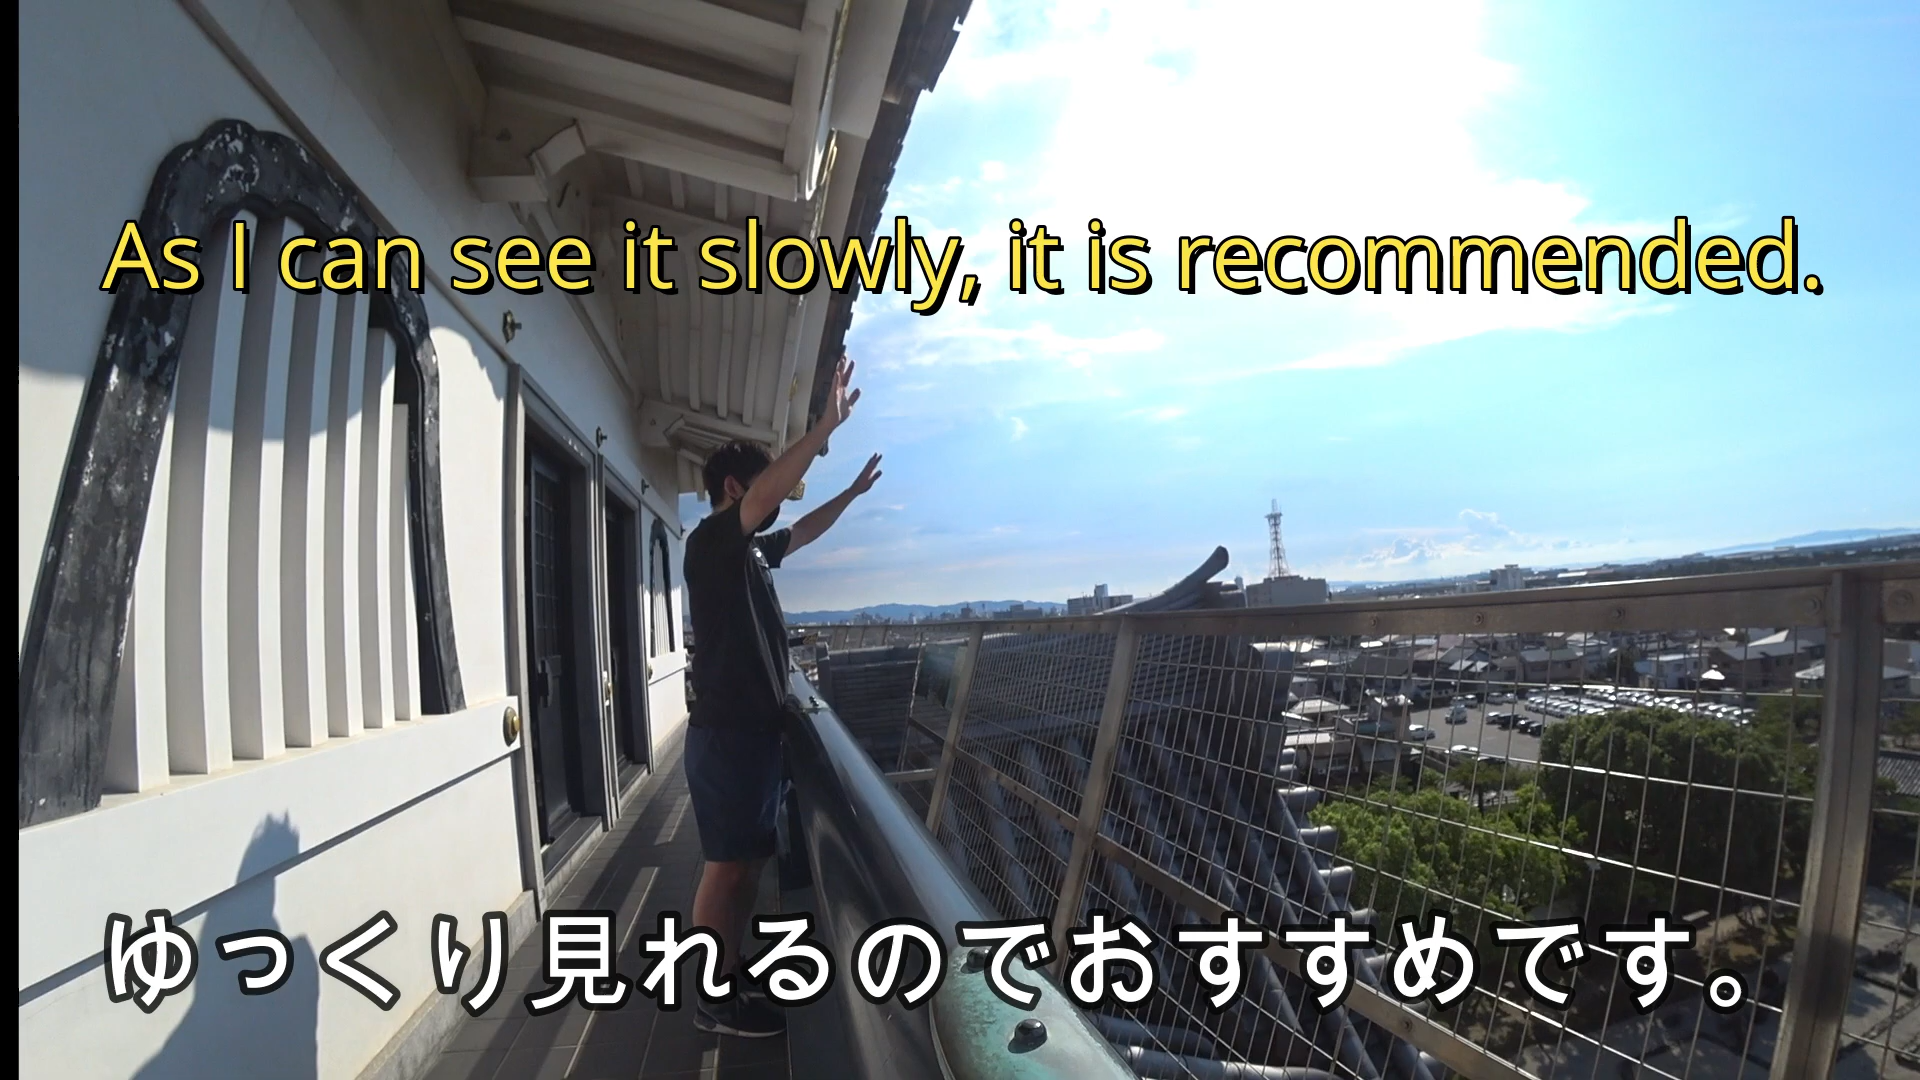 As I can see it slowly, it is recommended.
ゆっくり見れるのでおすすめです。